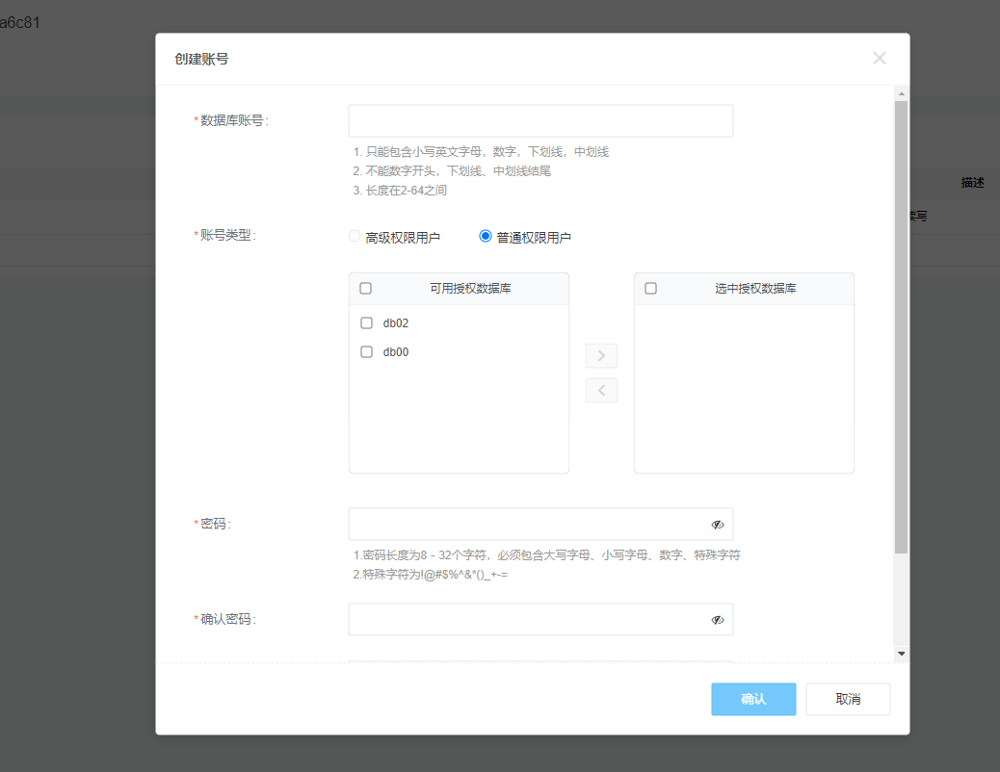 a6c81
创建账号
*数据库账号:
1. 只能包含小写英文字母，数字，下划线，中划线
2. 不能数字开头，下划线、中划线结尾
3. 长度在2-64之间
描述
读写
*账号类型:
高级权限用户 普通权限用户
可用授权数据库 选中授权数据库
db02
db00
*密码:
1.密码长度为8 - 32个字符，必须包含大写字母、小写字母、数字、特殊字符
2.特殊字符为!@#$%^&*()_+-=
*确认密码:
确认 取消